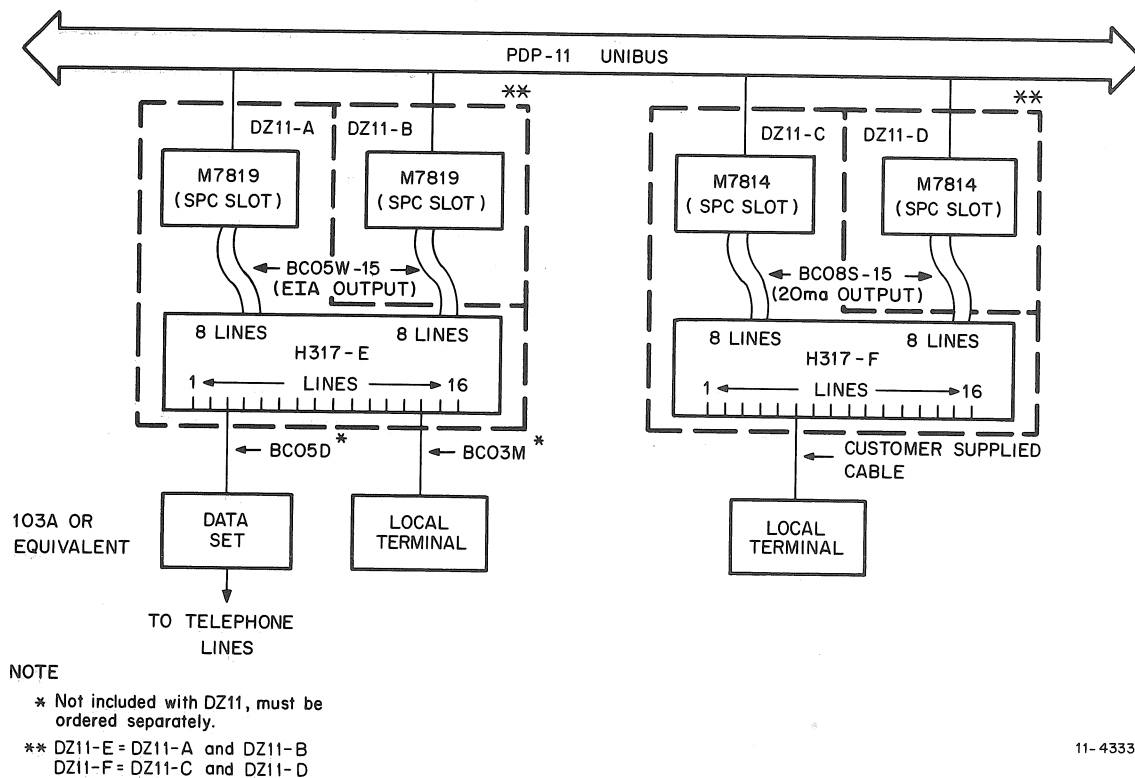 PDP-11 UNIBUS
**
**
DZ11-A
DZ11-B
DZ11-C
DZ11-D
M7819
(SPC SLOT)
M7819
(SPC SLOT)
M7814
(SPC SLOT)
M7814
(SPC SLOT)
BC05W-15
(EIA OUTPUT)
BC08S-15
(20ma OUTPUT)
8 LINES
8 LINES
H317-E
1 LINES 16
8 LINES
8 LINES
H317-F
1 LINES 16
BC05D*
BC03M*
CUSTOMER SUPPLIED
CABLE
103A OR
EQUIVALENT
DATA
SET
LOCAL
TERMINAL
LOCAL
TERMINAL
TO TELEPHONE
LINES
NOTE
* Not included with DZ11, must be
ordered separately.
** DZ11-E = DZ11-A and DZ11-B
DZ11-F = DZ11-C and DZ11-D
11-4333